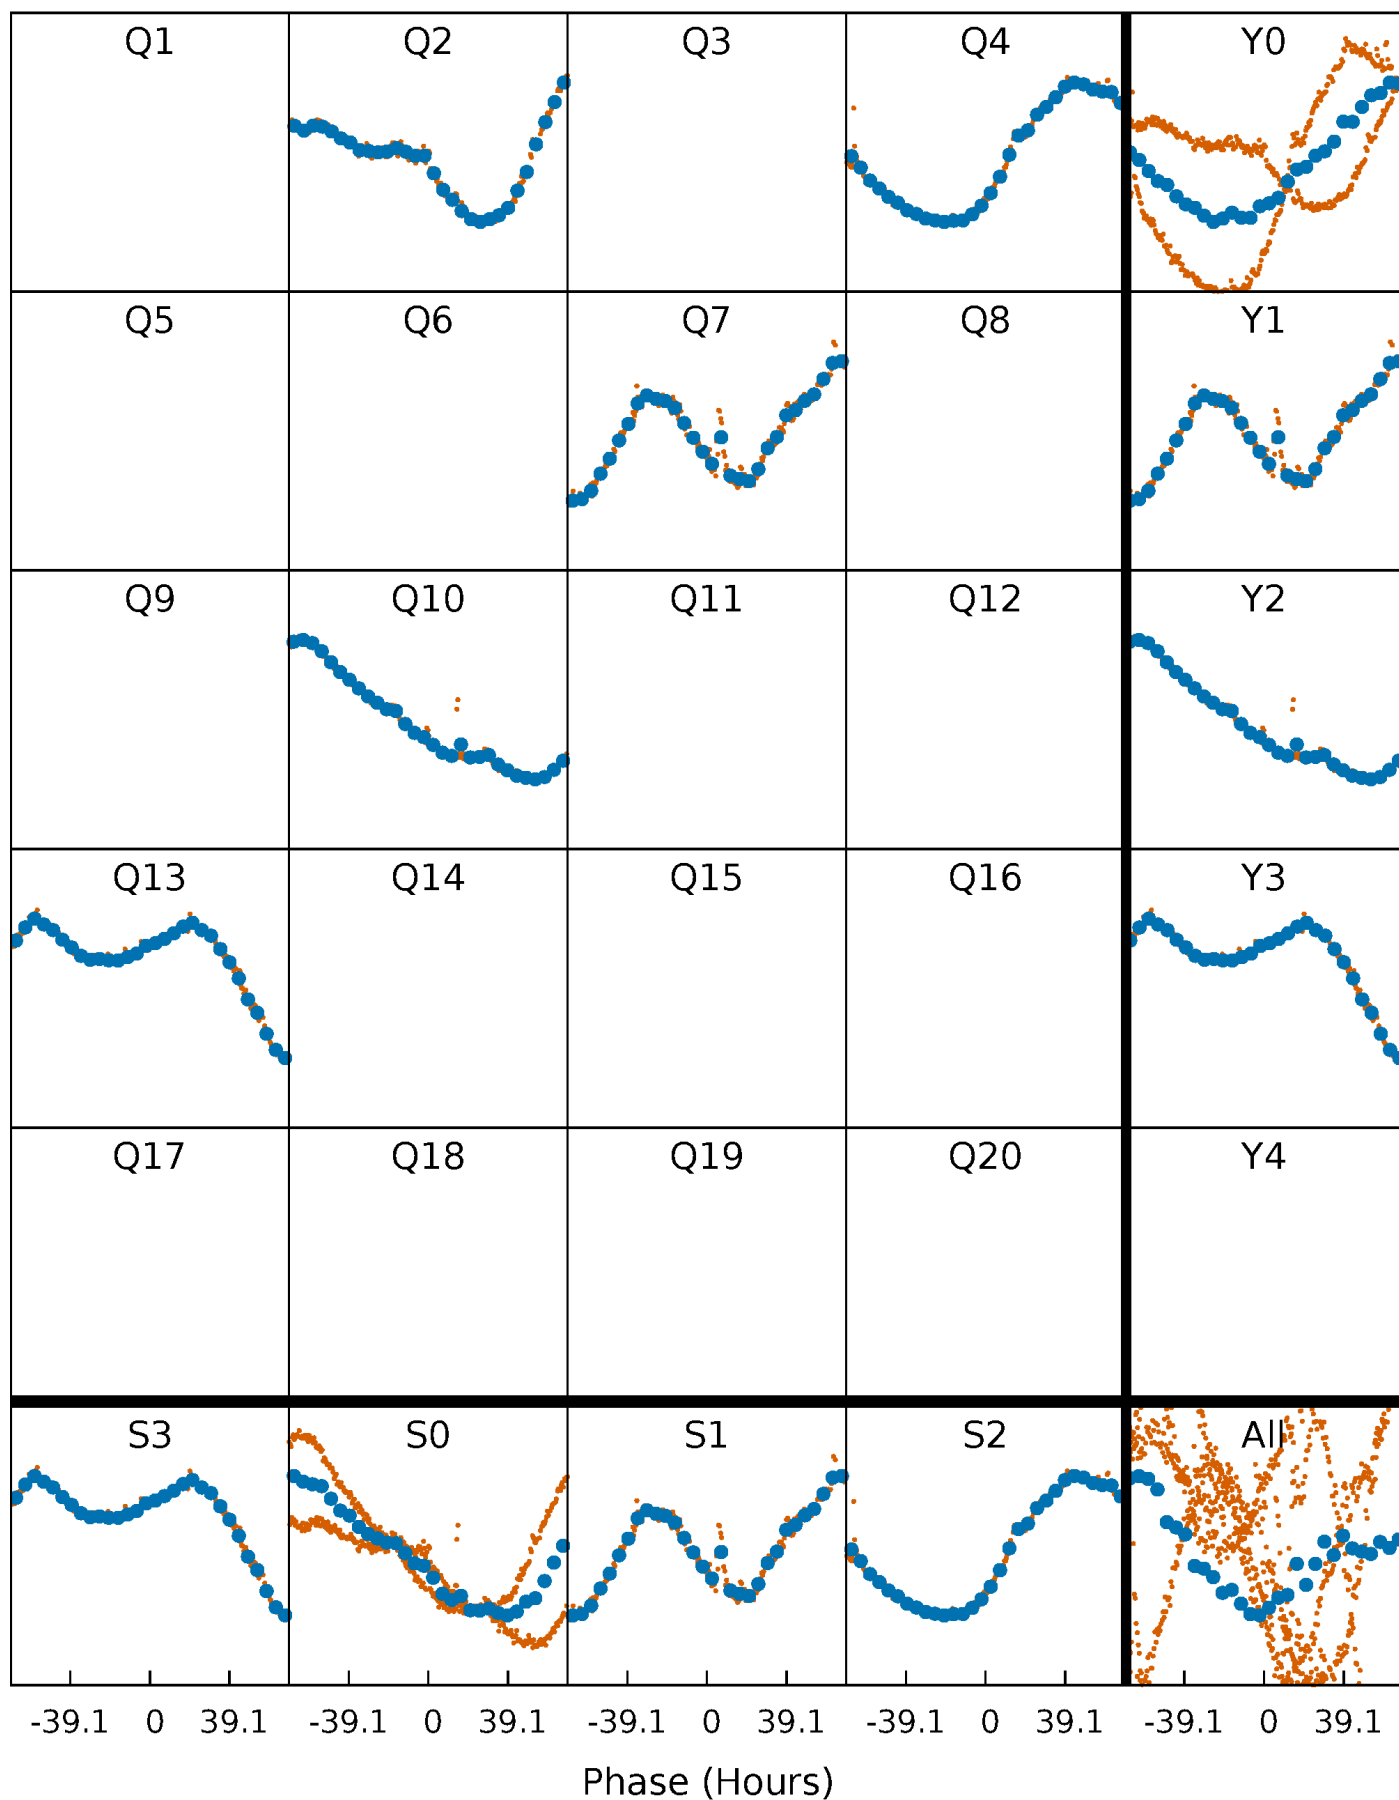 Q1 Q2 Q3 Q4 Y0
Q5 Q6 Q7 Q8 Y1
Q9 Q10 Q11 Q12 Y2
Q13 Q14 Q15 Q16 Y3
Q17 Q18 Q19 Q20 Y4
S3 S0 S1 S2 All
-39.1 0 39.1 -39.1 0 39.1 -39.1 0 39.1 -39.1 0 39.1 -39.1 0 39.1
Phase (Hours)